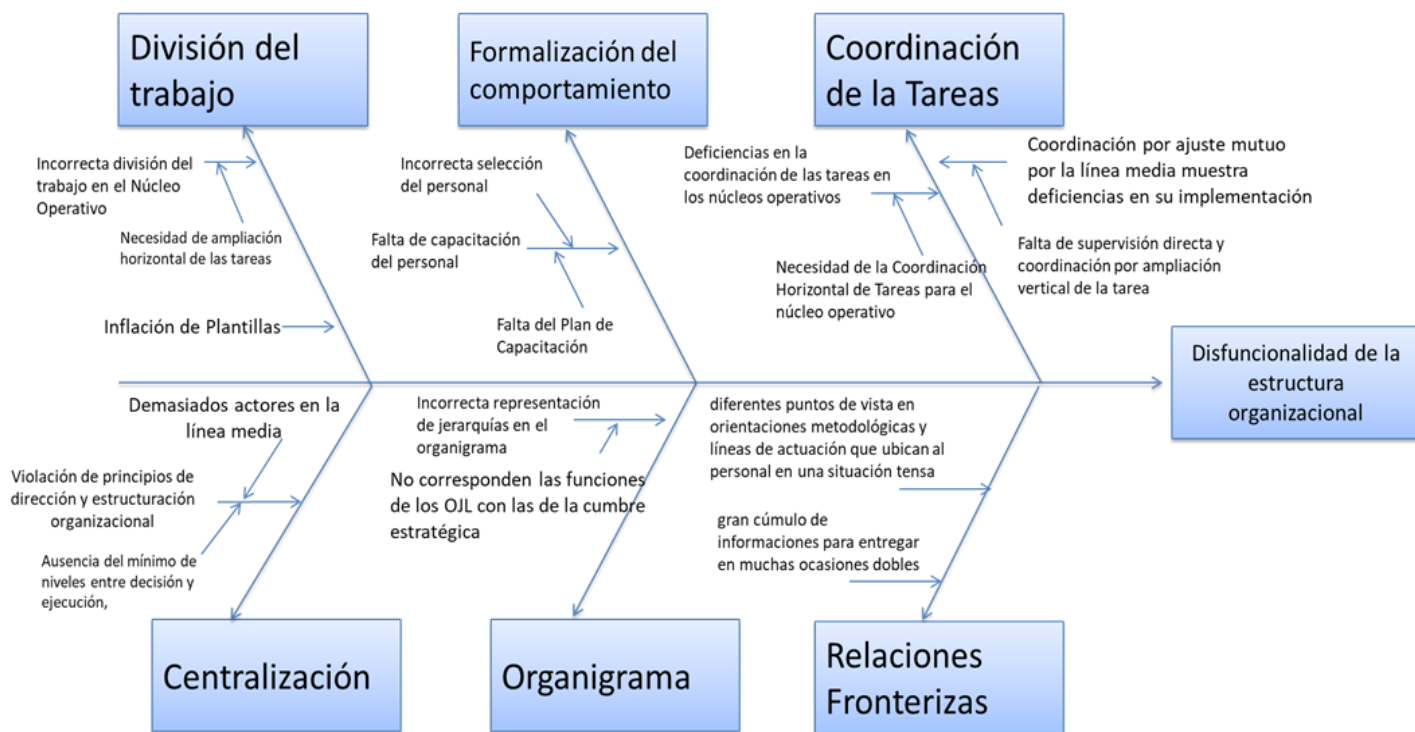 División del
trabajo
Formalización del
comportamiento
Coordinación
de la Tareas
Incorrecta división del
trabajo en el Núcleo
Operativo
Necesidad de ampliación
horizontal de las tareas
Inflación de Plantillas
Incorrecta selección
del personal
Falta de capacitación
del personal
Falta del Plan de
Capacitación
Deficiencias en la
coordinación de las tareas en
los núcleos operativos
Necesidad de la Coordinación
Horizontal de Tareas para el
núcleo operativo
Coordinación por ajuste mutuo
por la línea media muestra
deficiencias en su implementación
Falta de supervisión directa y
coordinación por ampliación
vertical de la tarea
Disfuncionalidad de la
estructura
organizacional
Demasiados actores en la
línea media
Violación de principios de
dirección y estructuración
organizacional
Ausencia del mínimo de
niveles entre decisión y
ejecución,
Incorrecta representación
de jerarquías en el
organigrama
No corresponden las funciones
de los OJL con las de la cumbre
estratégica
diferentes puntos de vista en
orientaciones metodológicas y
líneas de actuación que ubican al
personal en una situación tensa
gran cúmulo de
informaciones para entregar
en muchas ocasiones dobles
Centralización
Organigrama
Relaciones
Fronterizas